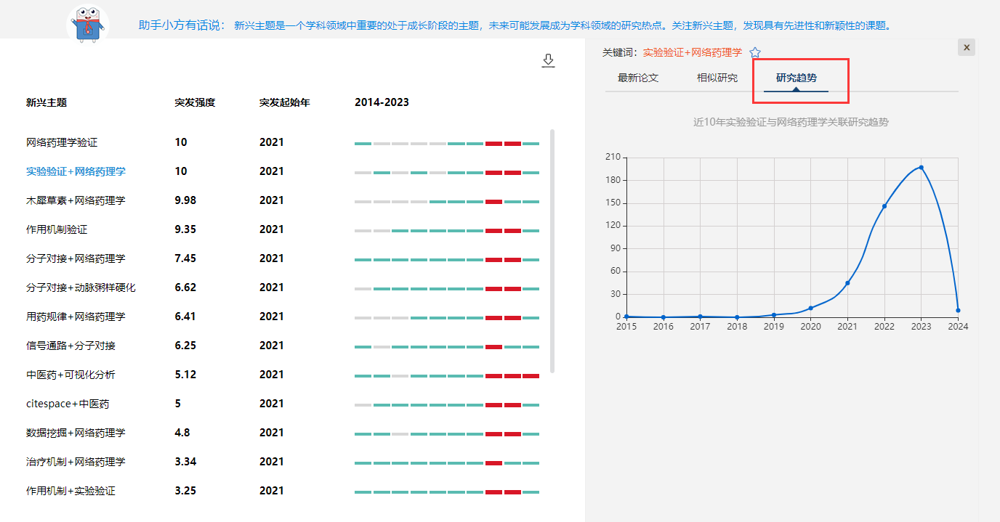 助手小方有话说： 新兴主题是一个学科领域中重要的处于成长阶段的主题，未来可能发展成为学科领域的研究热点。关注新兴主题，发现具有先进性和新颖性的课题。
新兴主题 突发强度 突发起始年 2014-2023
网络药理学验证 10 2021
实验验证+网络药理学 10 2021
木犀草素+网络药理学 9.98 2021
作用机制验证 9.35 2021
分子对接+网络药理学 7.45 2021
分子对接+动脉粥样硬化 6.62 2021
用药规律+网络药理学 6.41 2021
信号通路+分子对接 6.25 2021
中医药+可视化分析 5.12 2021
citespace+中医药 5 2021
数据挖掘+网络药理学 4.8 2021
治疗机制+网络药理学 3.34 2021
作用机制+实验验证 3.25 2021
关键词：实验验证+网络药理学
x
最新论文 相似研究 研究趋势
近10年实验验证与网络药理学关联研究趋势
210
180
150
120
90
60
30
0
2015 2016 2017 2018 2019 2020 2021 2022 2023 2024